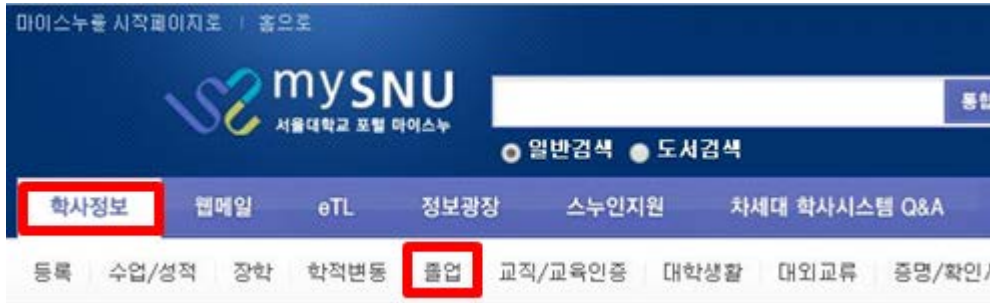 마이스누를 시작페이지로 | 홈으로
mySNU
서울대학교 포털 마이스누
통합
일반검색 도서검색
학사정보 웹메일 eTL 정보광장 스누인지원 차세대 학사시스템 Q&A
등록 수업/성적 장학 학적변동 졸업 교직/교육인증 대학생활 대외교류 증명/확인